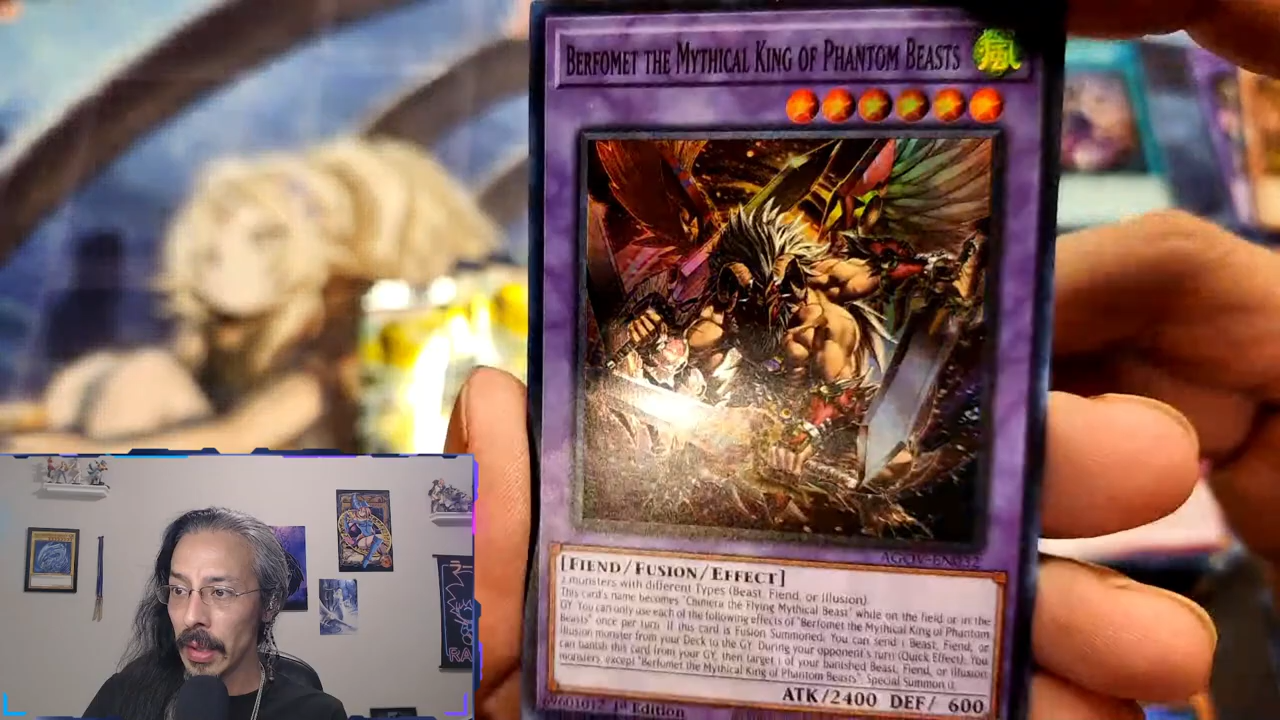 BERFOMET THE MYTHICAL KING OF PHANTOM BEASTS
風
AGOV-EN032
[FIEND/FUSION/EFFECT]
2 monsters with different Types (Beast, Fiend, or Illusion).
This card's name becomes "Chimera the Flying Mythical Beast" while on the field or in the
GY. You can only use each of the following effects of "Berfomet the Mythical King of Phantom
Beasts" once per turn. If this card is Fusion Summoned: You can send 1 Beast, Fiend, or
Illusion monster from your Deck to the GY. During your opponent's turn (Quick Effect): You
can banish this card from your GY, then target 1 of your banished Beast, Fiend, or Illusion
monsters, except "Berfomet the Mythical King of Phantom Beasts"; Special Summon it.
ATK/2400 DEF/ 600
69601012 1st Edition
RA